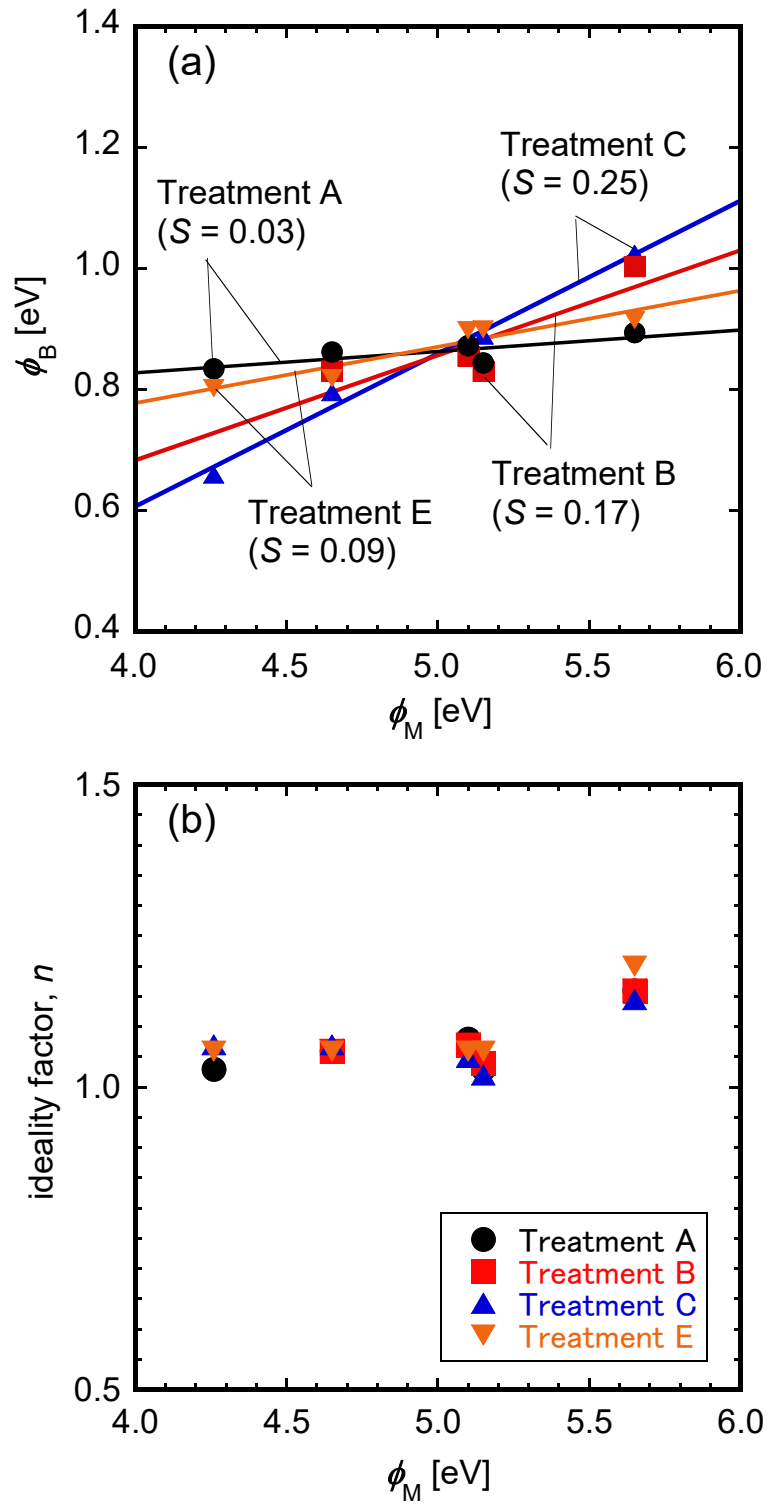 (a)
1.4
1.2
1.0
0.8
0.6
0.4
ϕB [eV]
Treatment C
(S = 0.25)
Treatment A
(S = 0.03)
Treatment B
(S = 0.17)
Treatment E
(S = 0.09)
4.0 4.5 5.0 5.5 6.0
ϕM [eV]
(b)
1.5
1.0
0.5
ideality factor, n
Treatment A
Treatment B
Treatment C
Treatment E
4.0 4.5 5.0 5.5 6.0
ϕM [eV]